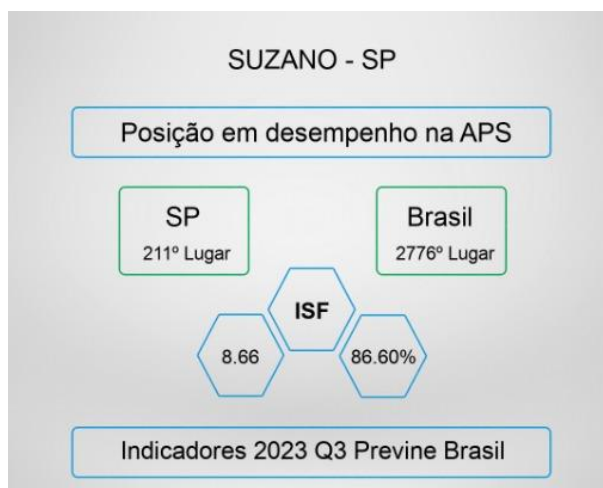 SUZANO - SP
Posição em desempenho na APS
SP
211º Lugar
Brasil
2776º Lugar
ISF
8.66
86.60%
Indicadores 2023 Q3 Previne Brasil